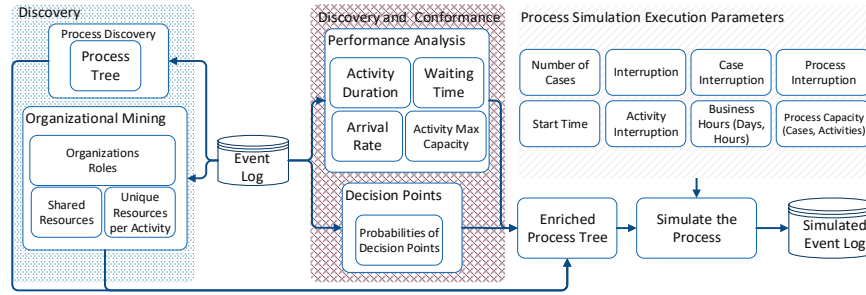 Discovery
Process Discovery
Process
Tree
Organizational Mining
Organizations
Roles
Shared
Resources
Unique
Resources
per Activity
Event
Log
Discovery and Conformance
Performance Analysis
Activity
Duration
Waiting
Time
Arrival
Rate
Activity Max
Capacity
Decision Points
Probabilities of
Decision Points
Process Simulation Execution Parameters
Number of
Cases
Interruption
Case
Interruption
Process
Interruption
Start Time
Activity
Interruption
Business
Hours (Days,
Hours)
Process Capacity
(Cases, Activities)
Enriched
Process Tree
Simulate the
Process
Simulated
Event Log